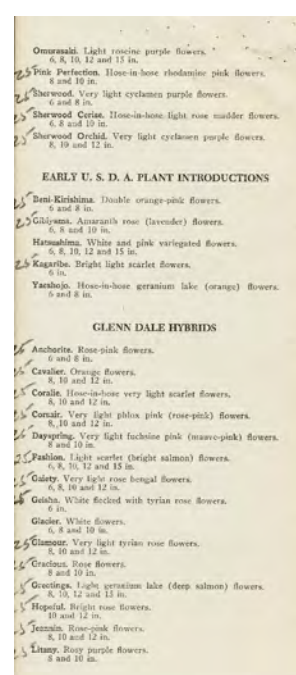 Omurasaki. Light roseine purple flowers.
6, 8, 10, 12 and 15 in.
25 Pink Perfection. Hose-in-hose rhodamine pink flowers.
8 and 10 in.
25 Sherwood. Very light cyclamen purple flowers.
6 and 8 in.
25 Sherwood Cerise. Hose-in-hose light rose madder flowers.
6, 8 and 10 in.
25 Sherwood Orchid. Very light cyclamen purple flowers.
8, 10 and 12 in.
EARLY U. S. D. A. PLANT INTRODUCTIONS
25 Beni-Kirishima. Double orange-pink flowers.
6 and 8 in.
25 Gibiyama. Amaranth rose (lavender) flowers.
6, 8 and 10 in.
Hatsushima. White and pink variegated flowers.
6, 8, 10, 12 and 15 in.
25 Kagaribe. Bright light scarlet flowers.
6 in.
Yaeshojo. Hose-in-hose geranium lake (orange) flowers.
6 and 8 in.
GLENN DALE HYBRIDS
Anchorite. Rose-pink flowers.
6 and 8 in.
25 Cavalier. Orange flowers.
8, 10 and 12 in.
25 Coralie. Hose-in-hose very light scarlet flowers.
8, 10 and 12 in.
25 Corsair. Very light phlox pink (rose-pink) flowers.
8, 10 and 12 in.
Dayspring. Very light fuchsine pink (mauve-pink) flowers.
8 and 10 in.
25 Fashion. Light scarlet (bright salmon) flowers.
6, 8, 10, 12 and 15 in.
Gaiety. Very light rose bengal flowers.
6, 8, 10 and 12 in.
Geisha. White flecked with tyrian rose flowers.
6 in.
Glacier. White flowers.
6, 8 and 10 in.
25 Glamour. Very light tyrian rose flowers.
8, 10 and 12 in.
Gracious. Rose flowers.
8 and 10 in.
Greetings. Light geranium lake (deep salmon) flowers.
8, 10, 12 and 15 in.
Hopeful. Bright rose flowers.
10 and 12 in.
Jeannin. Rose-pink flowers.
8, 10 and 12 in.
Litany. Rosy purple flowers.
8 and 10 in.